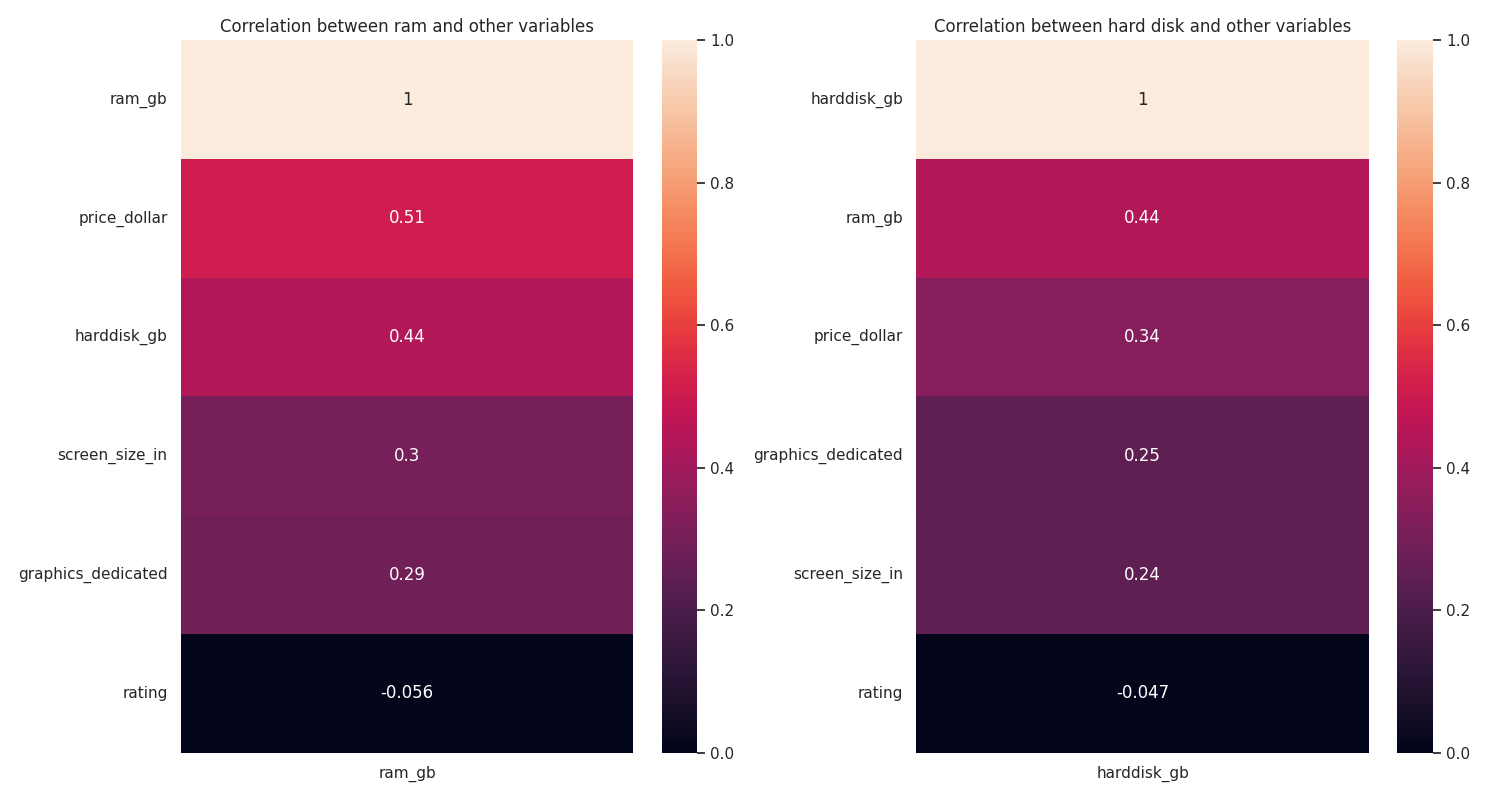 Correlation between ram and other variables
ram_gb
price_dollar
harddisk_gb
screen_size_in
graphics_dedicated
rating
1
0.51
0.44
0.3
0.29
-0.056
ram_gb
1.0
0.8
0.6
0.4
0.2
0.0
Correlation between hard disk and other variables
harddisk_gb
ram_gb
price_dollar
graphics_dedicated
screen_size_in
rating
1
0.44
0.34
0.25
0.24
-0.047
harddisk_gb
1.0
0.8
0.6
0.4
0.2
0.0